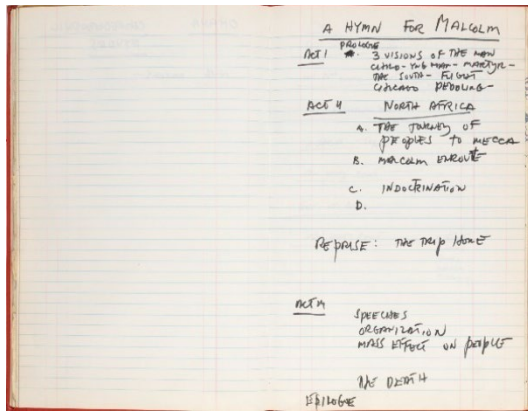 A HYMN FOR MALCOLM
PROLOGUE
ACT I A. 3 VISIONS OF THE MAN
CHILD - YNG MAN - MARTYR -
THE SOUTH - FLIGHT
CHICAGO PEDDLING -
ACT II NORTH AFRICA
A. THE JOURNEY OF
PEOPLES TO MECCA
B. MALCOLM ENROUTE
C. INDOCTRINATION
D.
REPRISE: THE TRIP HOME
ACT III
SPEECHES
ORGANIZATION
MASS EFFECT ON PEOPLE
THE DEATH
EPILOGUE